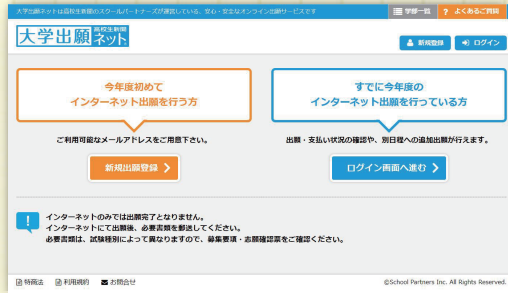 大学出願ネットは高校生新聞のスクールパートナーズが運営している、安心・安全なオンライン出願サービスです
学部一覧
? よくあるご質問
大学出願ネット
高校生新聞
新規登録
ログイン
今年度初めて
インターネット出願を行う方
すでに今年度の
インターネット出願を行っている方
ご利用可能なメールアドレスをご用意下さい。
出願・支払い状況の確認や、別日程への追加出願が行えます。
新規出願登録
ログイン画面へ進む
! インターネットのみでは出願完了となりません。
インターネットにて出願後、必要書類を郵送してください。
必要書類は、試験種別によって異なりますので、募集要項・志願確認票をご確認ください。
特商法 利用規約 お問合せ
©School Partners Inc. All Rights Reserved.